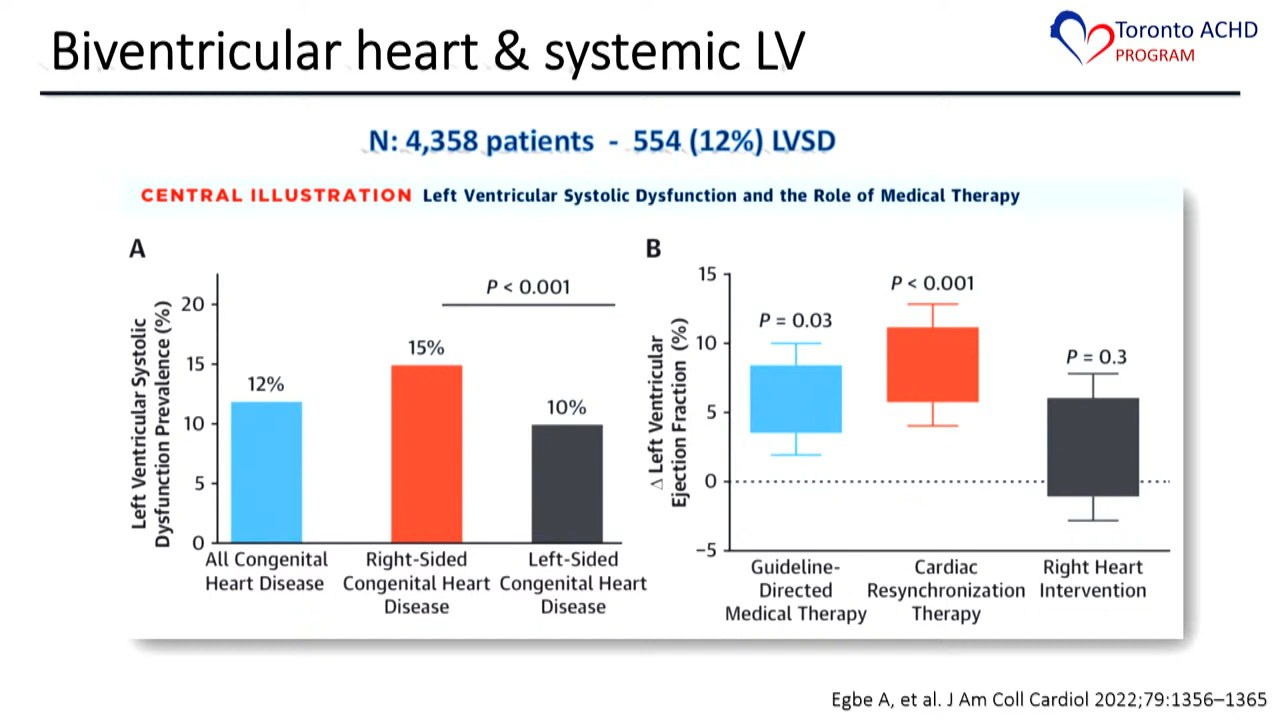 Biventricular heart & systemic LV
Toronto ACHD
PROGRAM
N: 4,358 patients - 554 (12%) LVSD
CENTRAL ILLUSTRATION Left Ventricular Systolic Dysfunction and the Role of Medical Therapy
A
Left Ventricular Systolic
Dysfunction Prevalence (%)
20
15
10
5
0
P < 0.001
12%
15%
10%
All Congenital
Heart Disease
Right-Sided
Congenital Heart
Disease
Left-Sided
Congenital Heart
Disease
B
Δ Left Ventricular
Ejection Fraction (%)
15
10
5
0
−5
P = 0.03
P < 0.001
P = 0.3
Guideline-
Directed
Medical Therapy
Cardiac
Resynchronization
Therapy
Right Heart
Intervention
Egbe A, et al. J Am Coll Cardiol 2022;79:1356–1365